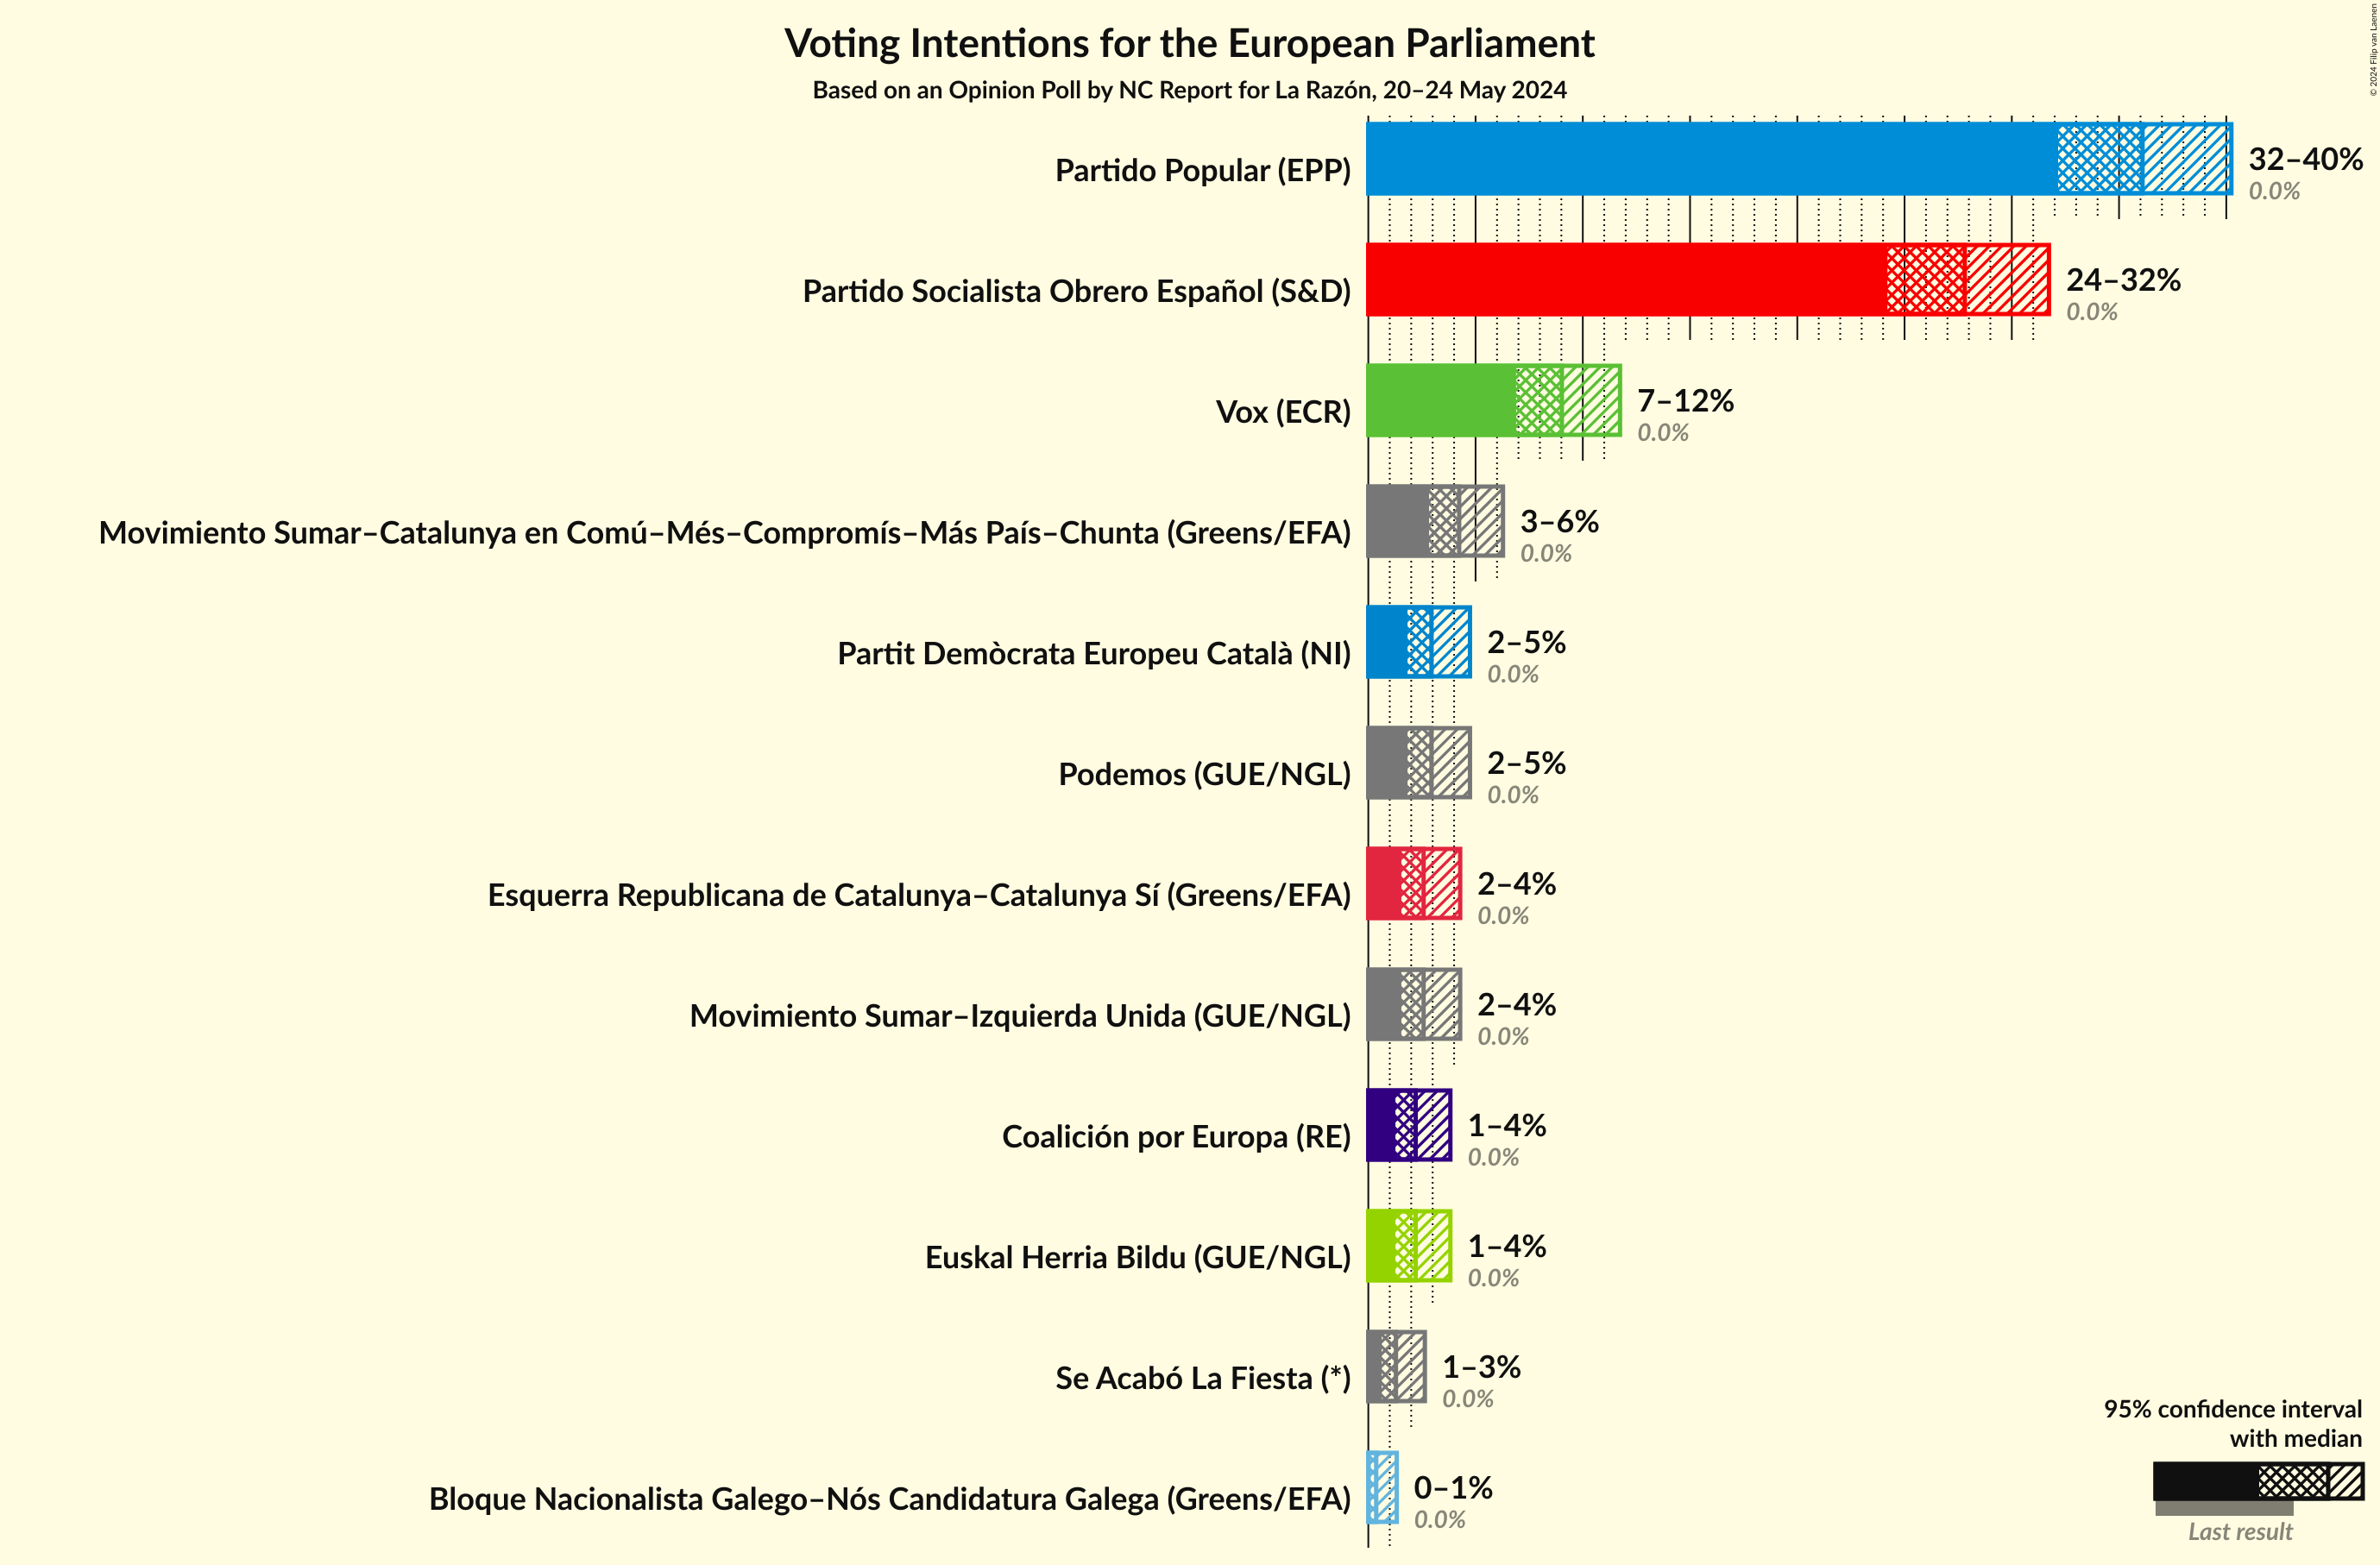 Voting Intentions for the European Parliament
Based on an Opinion Poll by NC Report for La Razón, 20–24 May 2024
© 2024 Filip van Laenen
Partido Popular (EPP)
32–40%
0.0%
Partido Socialista Obrero Español (S&D)
24–32%
0.0%
Vox (ECR)
7–12%
0.0%
Movimiento Sumar–Catalunya en Comú–Més–Compromís–Más País–Chunta (Greens/EFA)
3–6%
0.0%
Partit Demòcrata Europeu Català (NI)
2–5%
0.0%
Podemos (GUE/NGL)
2–5%
0.0%
Esquerra Republicana de Catalunya–Catalunya Sí (Greens/EFA)
2–4%
0.0%
Movimiento Sumar–Izquierda Unida (GUE/NGL)
2–4%
0.0%
Coalición por Europa (RE)
1–4%
0.0%
Euskal Herria Bildu (GUE/NGL)
1–4%
0.0%
Se Acabó La Fiesta (*)
1–3%
0.0%
Bloque Nacionalista Galego–Nós Candidatura Galega (Greens/EFA)
0–1%
0.0%
95% confidence interval
with median
Last result